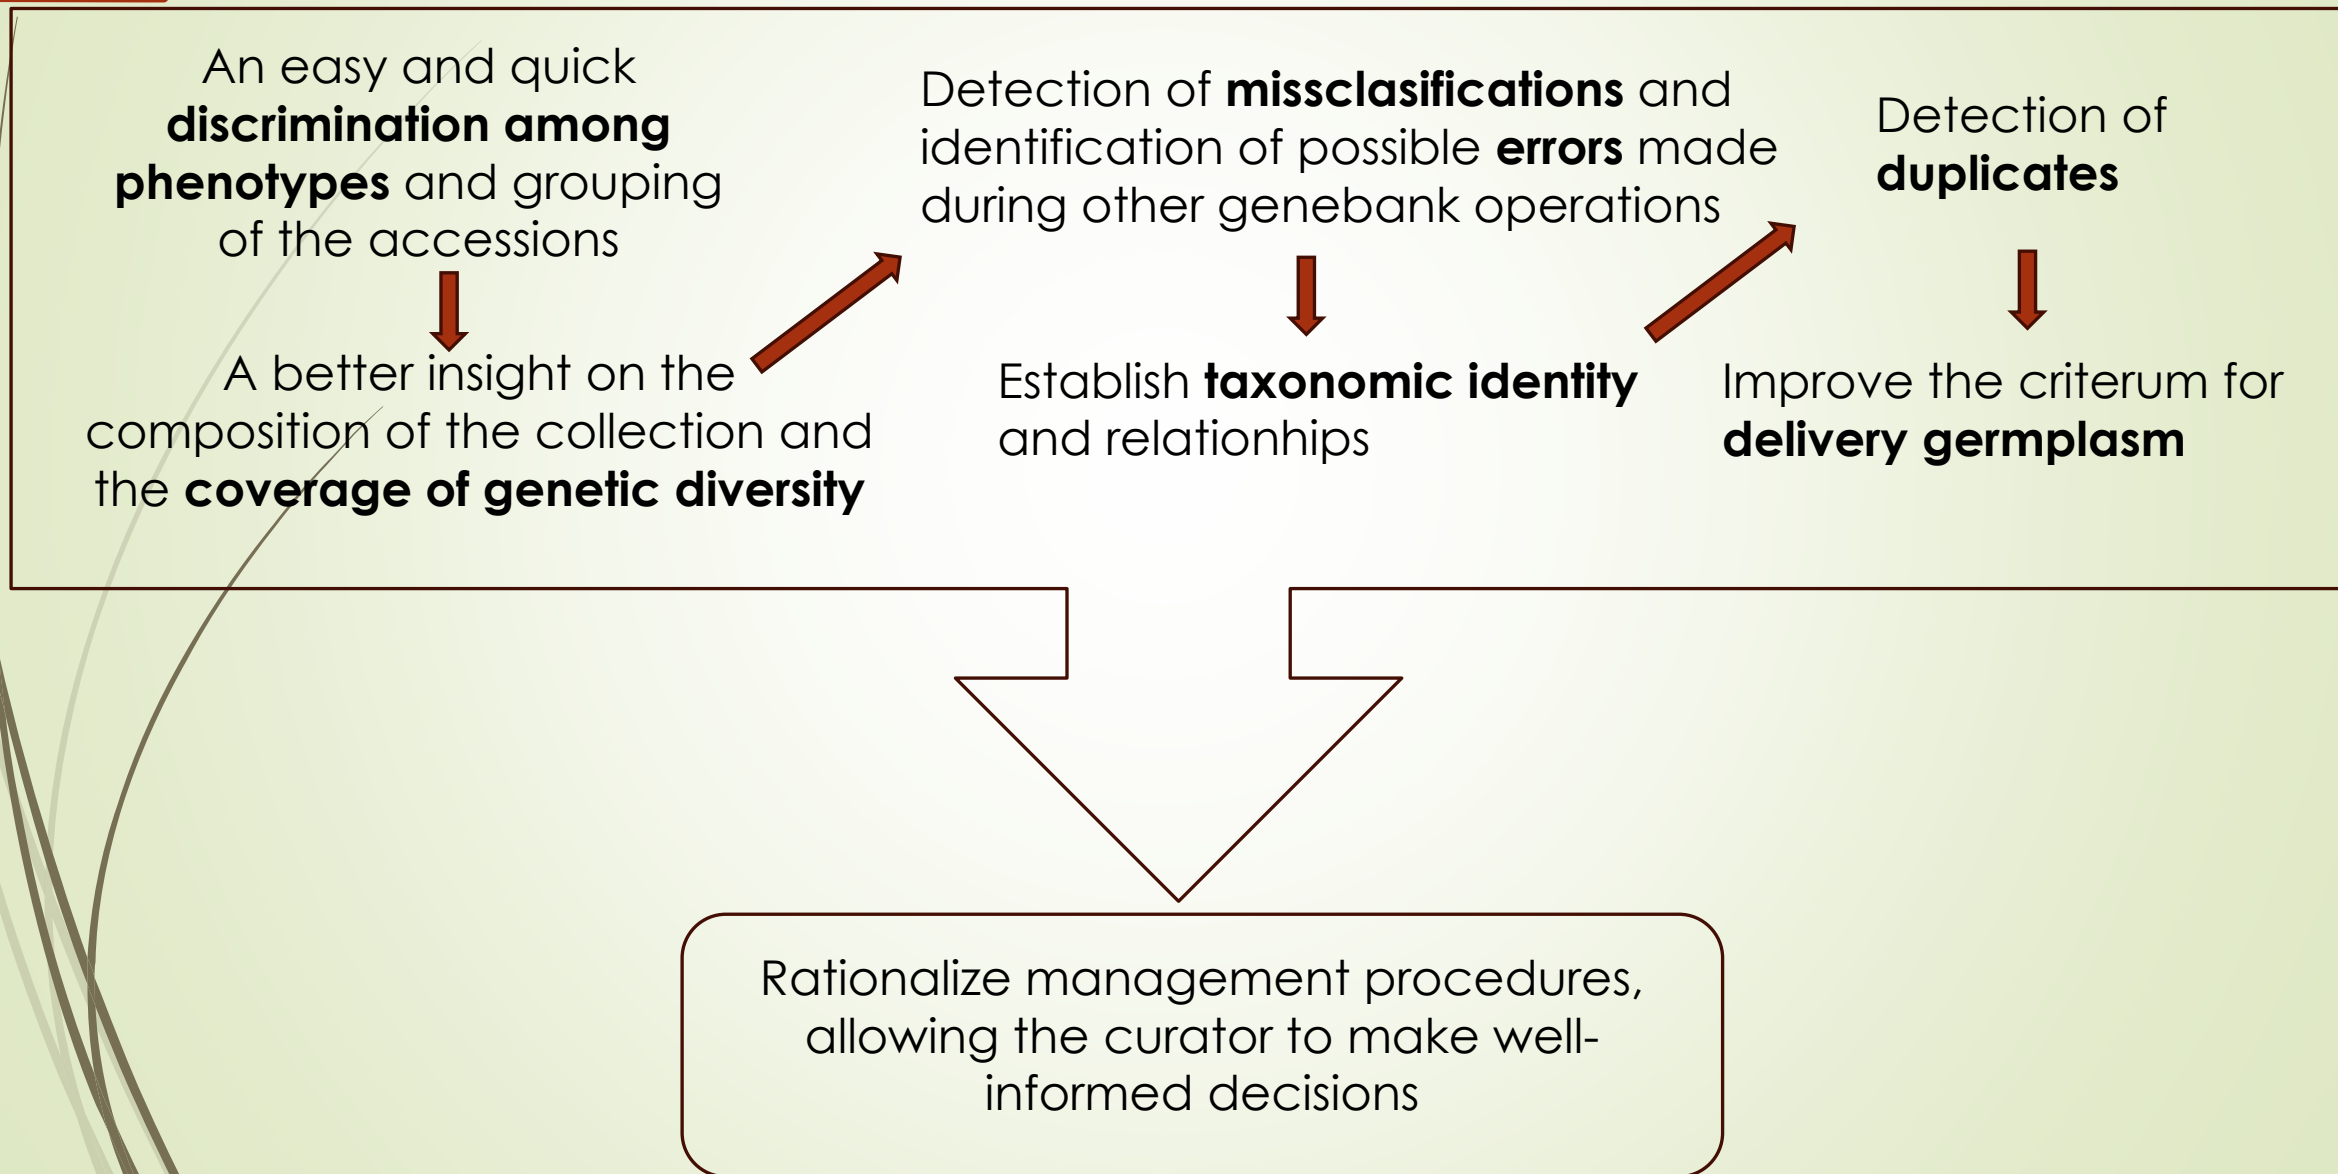 An easy and quick
discrimination among
phenotypes and grouping
of the accessions
A better insight on the
composition of the collection and
the coverage of genetic diversity
Detection of missclasifications and
identification of possible errors made
during other genebank operations
Establish taxonomic identity
and relationhips
Detection of
duplicates
Improve the criterum for
delivery germplasm
Rationalize management procedures,
allowing the curator to make well-
informed decisions